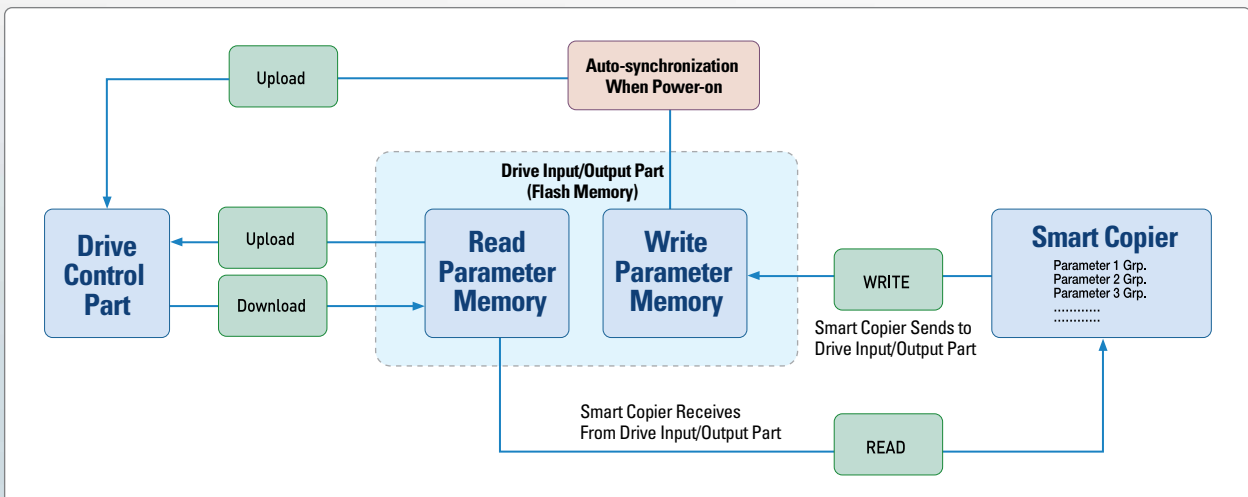 Auto-synchronization
When Power-on
Upload
Drive Input/Output Part
(Flash Memory)
Drive
Control
Part
Upload
Download
Read
Parameter
Memory
Write
Parameter
Memory
WRITE
Smart Copier Sends to
Drive Input/Output Part
Smart Copier
Parameter 1 Grp.
Parameter 2 Grp.
Parameter 3 Grp.
............
............
Smart Copier Receives
From Drive Input/Output Part
READ